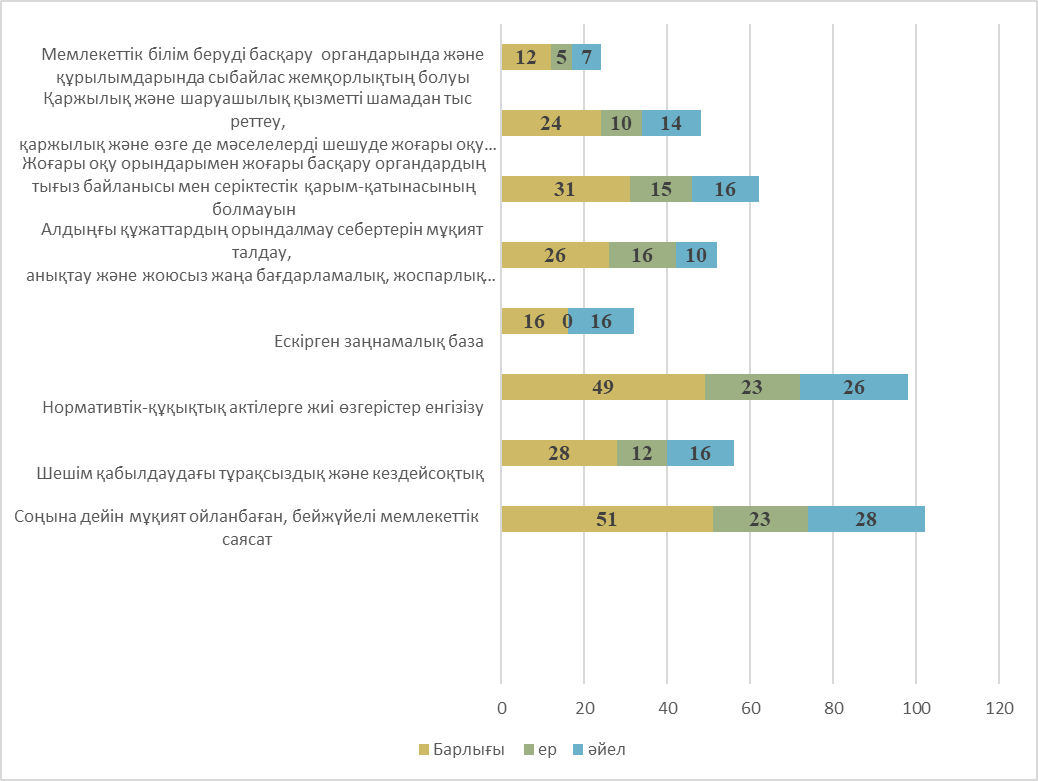 Мемлекеттік білім беруді басқару органдарында және
құрылымдарында сыбайлас жемқорлықтың болуы
12 5 7
Қаржылық және шаруашылық қызметті шамадан тыс
реттеу,
қаржылық және өзге де мәселелерді шешуде жоғары оқу...
24 10 14
Жоғары оқу орындарымен жоғары басқару органдардың
тығыз байланысы мен серіктестік қарым-қатынасының
болмауын
31 15 16
Алдыңғы құжаттардың орындалмау себертерін мұқият
талдау,
анықтау және жоюсыз жаңа бағдарламалық, жоспарлық...
26 16 10
Ескірген заңнамалық база
16 0 16
Нормативтік-құқықтық актілерге жиі өзгерістер енгізізу
49 23 26
Шешім қабылдаудағы тұрақсыздық және кездейсоқтық
28 12 16
Соңына дейін мұқият ойланбаған, бейжүйелі мемлекеттік
саясат
51 23 28
0 20 40 60 80 100 120
Барлығы ер әйел